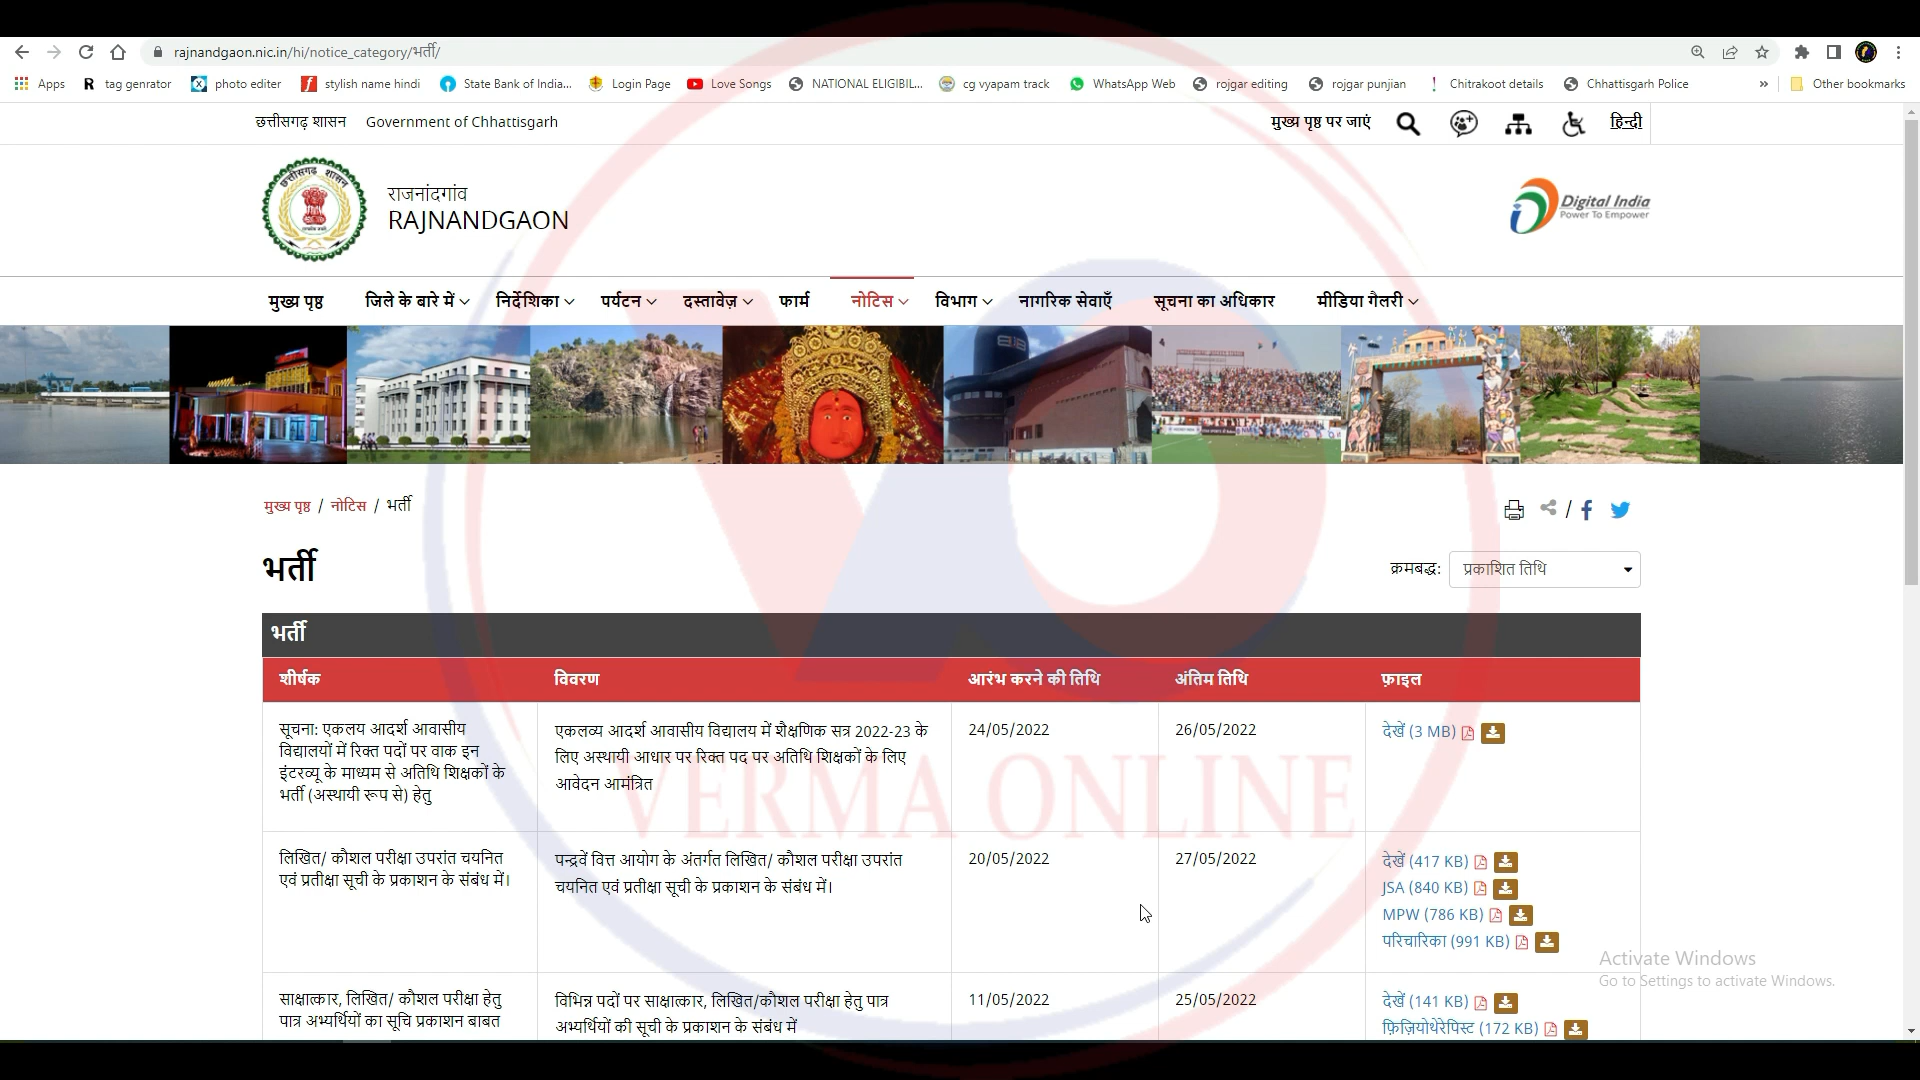 rajnandgaon.nic.in/hi/notice_category/भर्ती/
Apps tag genrator photo editer stylish name hindi State Bank of India... Login Page Love Songs NATIONAL ELIGIBIL... cg vyapam track WhatsApp Web rojgar editing rojgar punjian Chitrakoot details Chhattisgarh Police » Other bookmarks
छत्तीसगढ़ शासन Government of Chhattisgarh मुख्य पृष्ठ पर जाएं हिन्दी
छत्तीसगढ़ शासन
राजनांदगांव
RAJNANDGAON
Digital India
Power To Empower
मुख्य पृष्ठ जिले के बारे में निर्देशिका पर्यटन दस्तावेज़ फार्म नोटिस विभाग नागरिक सेवाएँ सूचना का अधिकार मीडिया गैलरी
मुख्य पृष्ठ / नोटिस / भर्ती
भर्ती
क्रमबद्ध: प्रकाशित तिथि
भर्ती
शीर्षक विवरण आरंभ करने की तिथि अंतिम तिथि फ़ाइल
सूचना: एकलय आदर्श आवासीय
विद्यालयों में रिक्त पदों पर वाक इन
इंटरव्यू के माध्यम से अतिथि शिक्षकों के
भर्ती (अस्थायी रूप से) हेतु
एकलव्य आदर्श आवासीय विद्यालय में शैक्षणिक सत्र 2022-23 के
लिए अस्थायी आधार पर रिक्त पद पर अतिथि शिक्षकों के लिए
आवेदन आमंत्रित
24/05/2022 26/05/2022 देखें (3 MB)
लिखित/ कौशल परीक्षा उपरांत चयनित
एवं प्रतीक्षा सूची के प्रकाशन के संबंध में।
पन्द्रवें वित्त आयोग के अंतर्गत लिखित/ कौशल परीक्षा उपरांत
चयनित एवं प्रतीक्षा सूची के प्रकाशन के संबंध में।
20/05/2022 27/05/2022 देखें (417 KB)
JSA (840 KB)
MPW (786 KB)
परिचारिका (991 KB)
साक्षात्कार, लिखित/ कौशल परीक्षा हेतु
पात्र अभ्यर्थियों का सूचि प्रकाशन बाबत
विभिन्न पदों पर साक्षात्कार, लिखित/कौशल परीक्षा हेतु पात्र
अभ्यर्थियों की सूची के प्रकाशन के संबंध में
11/05/2022 25/05/2022 देखें (141 KB)
फ़िज़ियोथेरेपिस्ट (172 KB)
VERMA ONLINE
Activate Windows
Go to Settings to activate Windows.